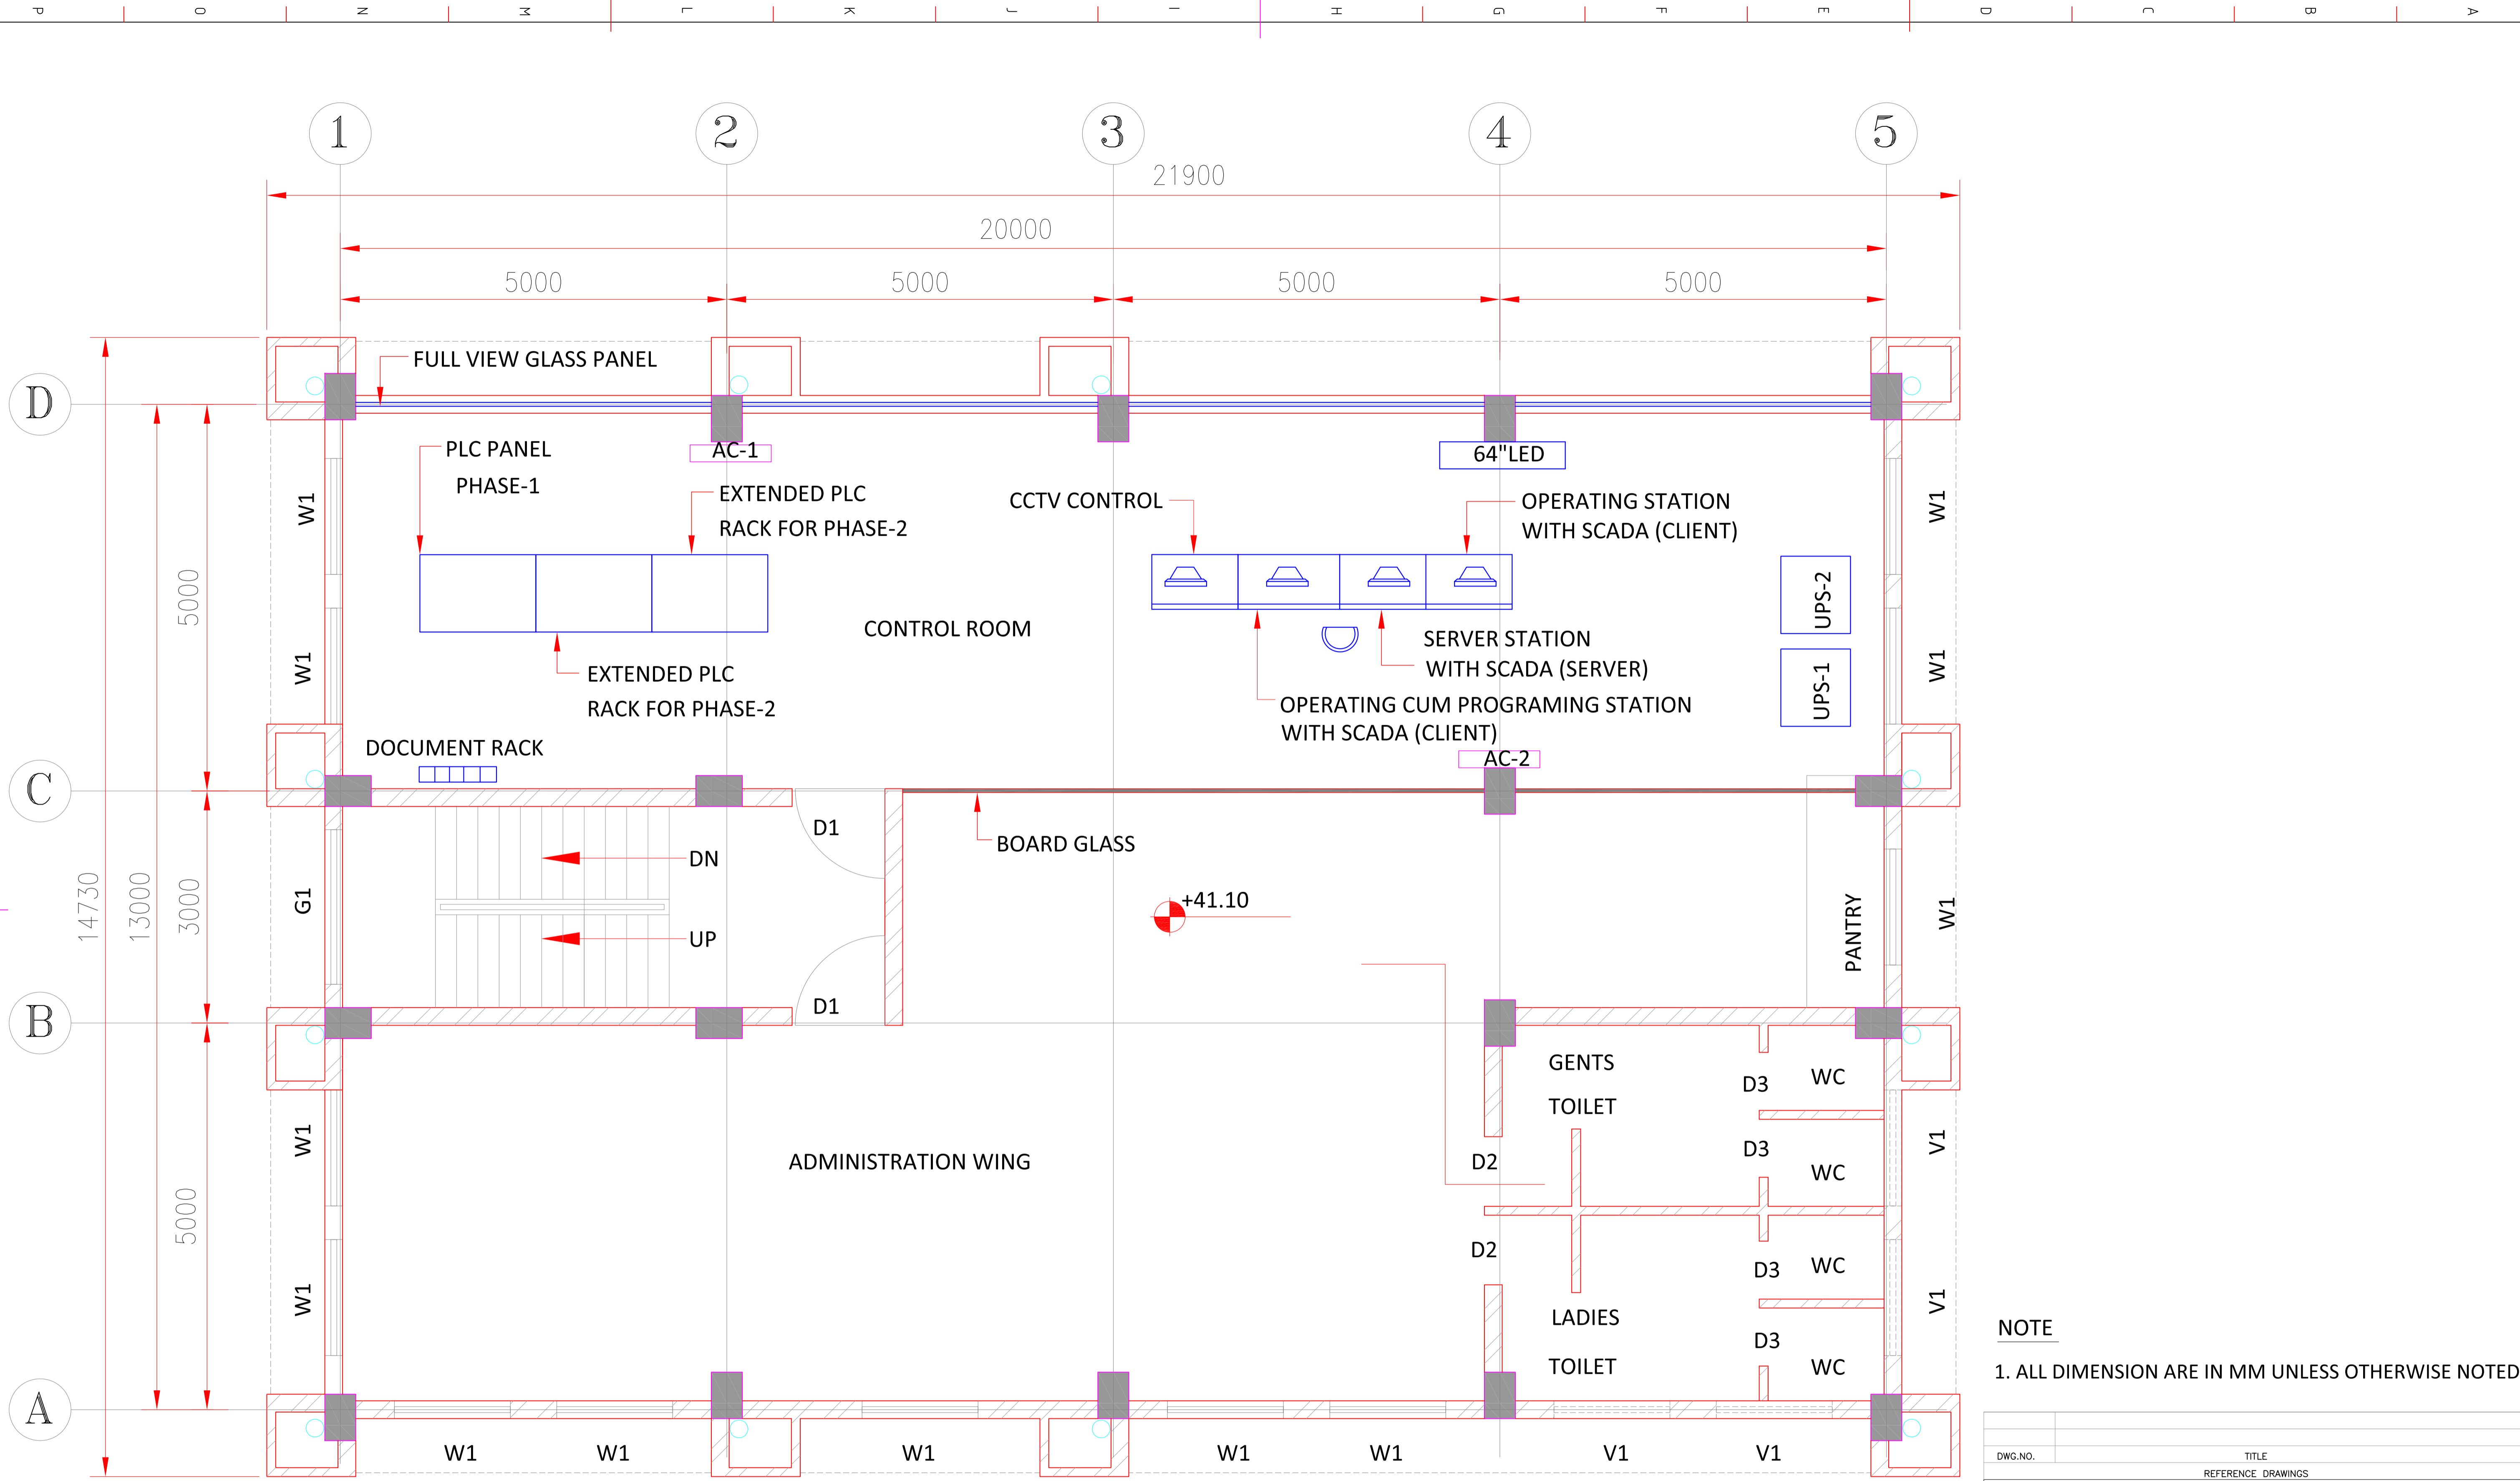 P O N M L K J I H G F E D C B A
1 2 3 4 5
21900
20000
5000 5000 5000 5000
FULL VIEW GLASS PANEL
D
PLC PANEL
PHASE-1
AC-1
64"LED
EXTENDED PLC
RACK FOR PHASE-2
CCTV CONTROL
OPERATING STATION
WITH SCADA (CLIENT)
W1
W1
5000
UPS-2
CONTROL ROOM
SERVER STATION
WITH SCADA (SERVER)
W1
W1
EXTENDED PLC
RACK FOR PHASE-2
UPS-1
OPERATING CUM PROGRAMING STATION
WITH SCADA (CLIENT)
DOCUMENT RACK
AC-2
C
D1
BOARD GLASS
DN
14730
13000
3000
G1
+41.10
W1
PANTRY
UP
D1
B
GENTS
TOILET
D3
WC
W1
ADMINISTRATION WING
D2
D3
WC
V1
5000
D2
D3
WC
W1
V1
LADIES
TOILET
D3
WC
NOTE
1. ALL DIMENSION ARE IN MM UNLESS OTHERWISE NOTED
A
W1 W1 W1 W1 W1 V1 V1
DWG.NO. TITLE
REFERENCE DRAWINGS